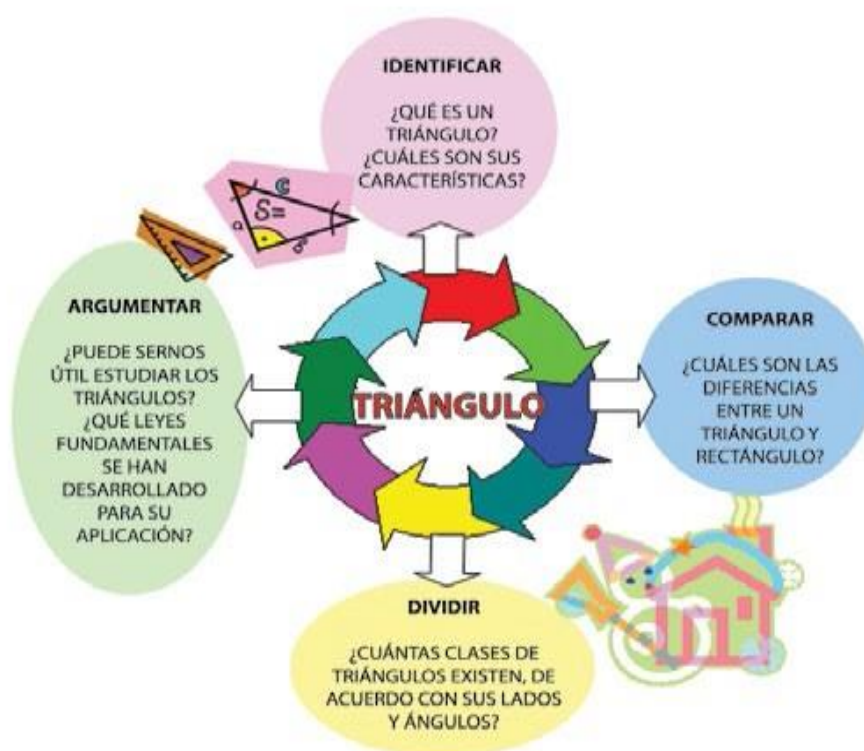 IDENTIFICAR
¿QUÉ ES UN
TRIÁNGULO?
¿CUÁLES SON SUS
CARACTERÍSTICAS?
C
S=
a
b
ARGUMENTAR
¿PUEDE SERNOS
ÚTIL ESTUDIAR LOS
TRIÁNGULOS?
¿QUÉ LEYES
FUNDAMENTALES
SE HAN
DESARROLLADO
PARA SU
APLICACIÓN?
TRIÁNGULO
COMPARAR
¿CUÁLES SON LAS
DIFERENCIAS
ENTRE UN
TRIÁNGULO Y
RECTÁNGULO?
DIVIDIR
¿CUÁNTAS CLASES DE
TRIÁNGULOS EXISTEN, DE
ACUERDO CON SUS LADOS
Y ÁNGULOS?